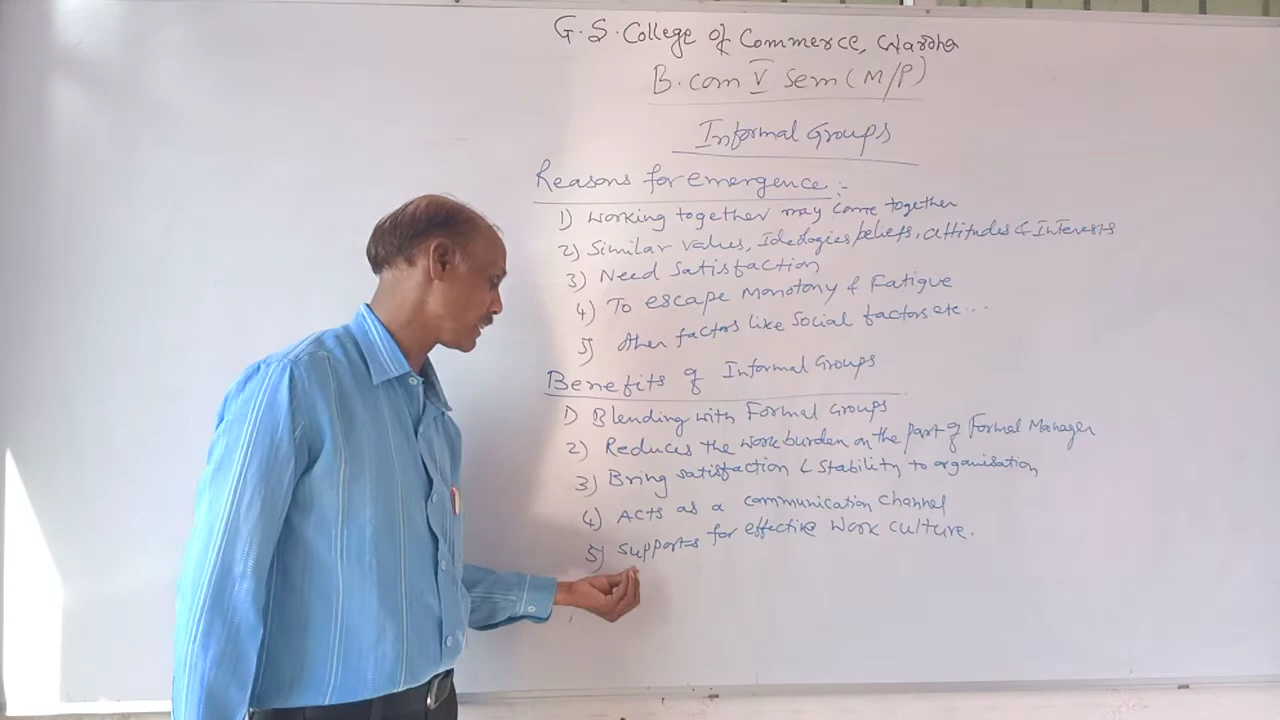 G.S. College of Commerce, Wardha
B.com V Sem (M/P)
Informal Groups
Reasons for emergence :-
1) Working together may come together
2) Similar values, Ideologies, beliefs, attitudes & Interests
3) Need Satisfaction
4) To escape Monotony & Fatigue
5) Other factors like Social factors etc...
Benefits of Informal Groups
1) Blending with Formal Groups
2) Reduces the work burden on the part of Formal Manager
3) Bring satisfaction & stability to organisation
4) Acts as a communication channel
5) Supports for effective work culture.